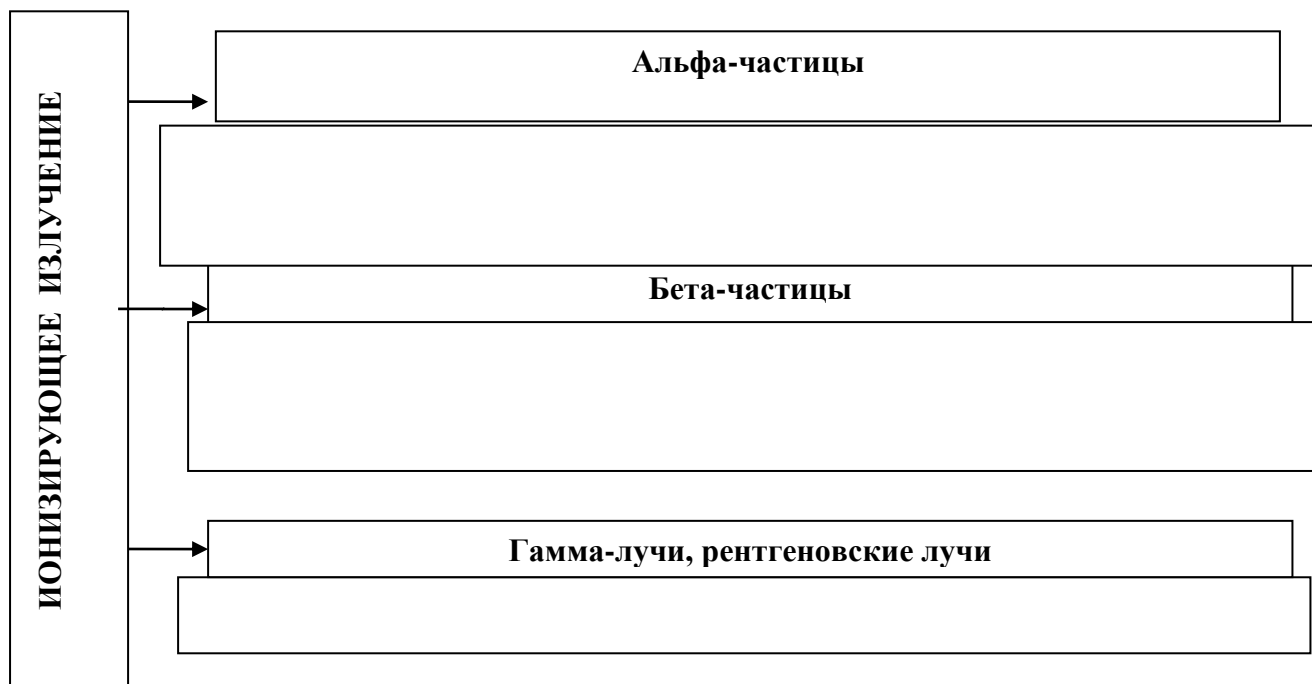 ИОНИЗИРУЮЩЕЕ ИЗЛУЧЕНИЕ
Альфа-частицы
Бета-частицы
Гамма-лучи, рентгеновские лучи